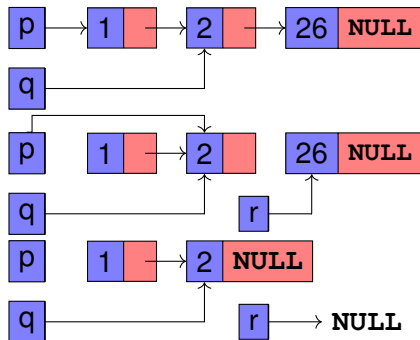 p 1 2 26 NULL
q
p 1 2 26 NULL
q r
p 1 2 NULL
q r NULL